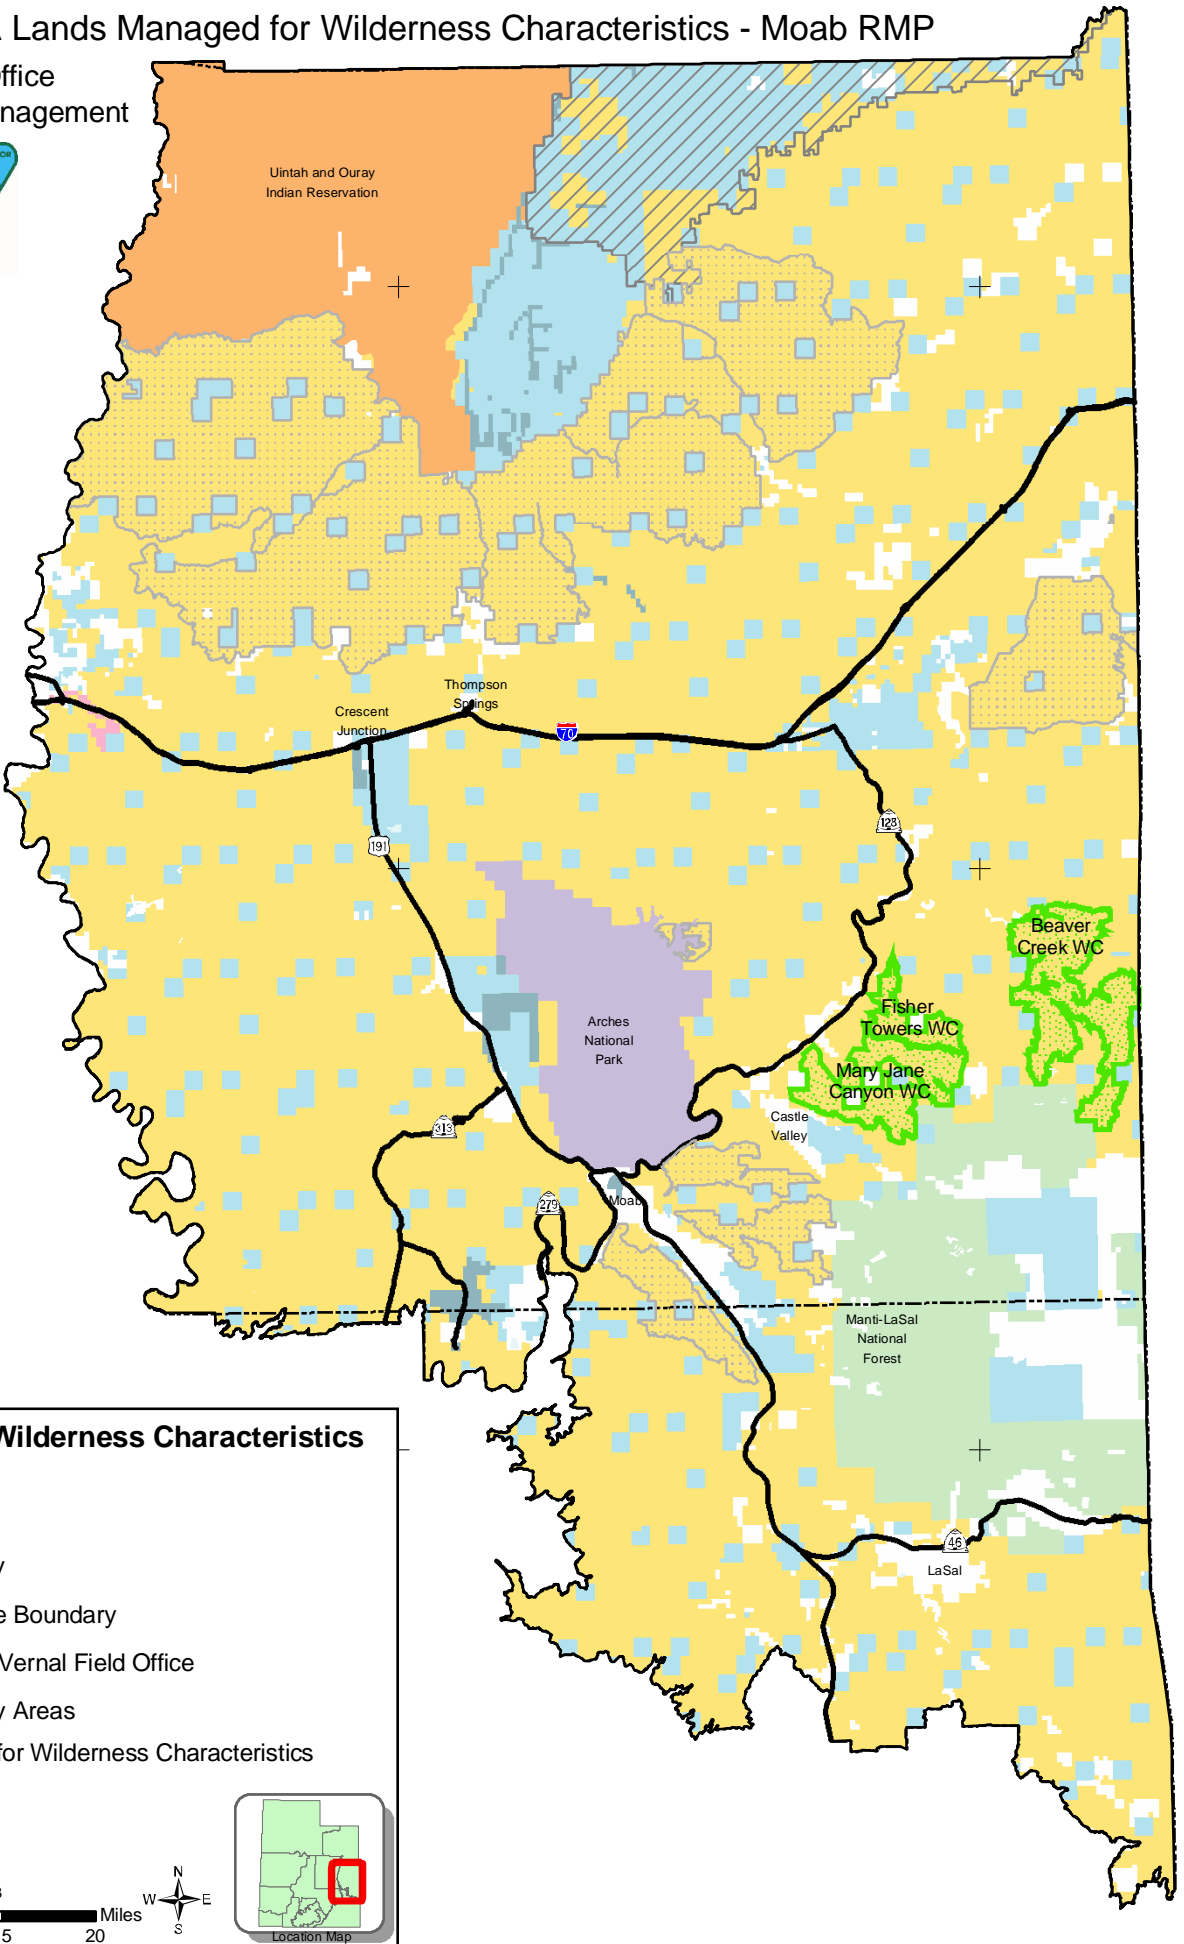 Lands Managed for Wilderness Characteristics - Moab RMP
Uintah and Ouray
Indian Reservation
Thompson
Springs
Crescent
Junction
70
128
191
Beaver
Creek WC
Fisher
Towers WC
Arches
National
Park
Mary Jane
Canyon WC
Castle
Valley
313
279
Moab
Manti-LaSal
National
Forest
46
LaSal
Wilderness Characteristics
Boundary
Vernal Field Office
Areas
for Wilderness Characteristics
N
W E
S
Miles
5 20
Location Map